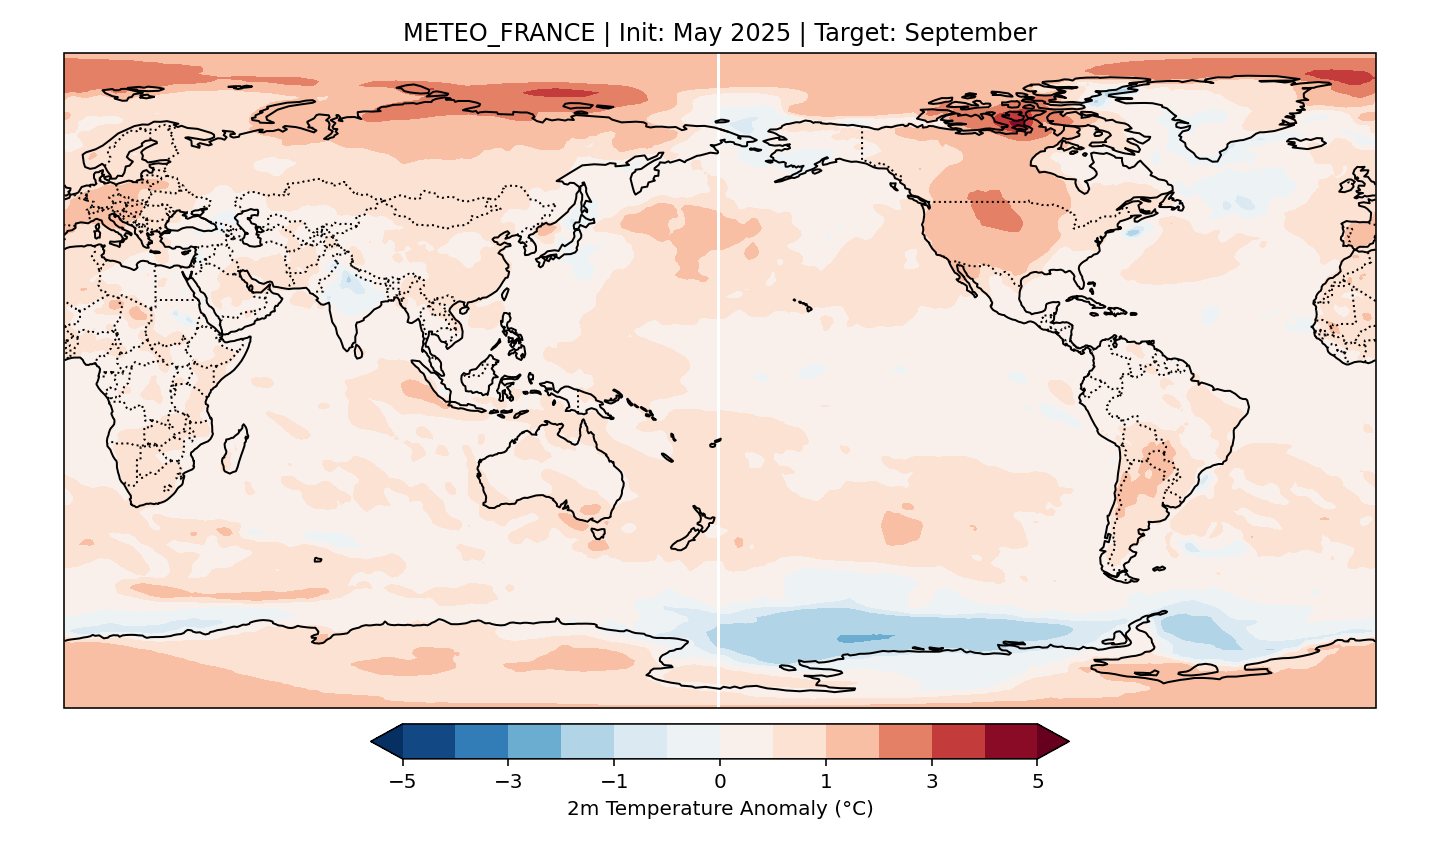 METEO_FRANCE | Init: May 2025 | Target: September
−5 −3 −1 0 1 3 5
2m Temperature Anomaly (°C)